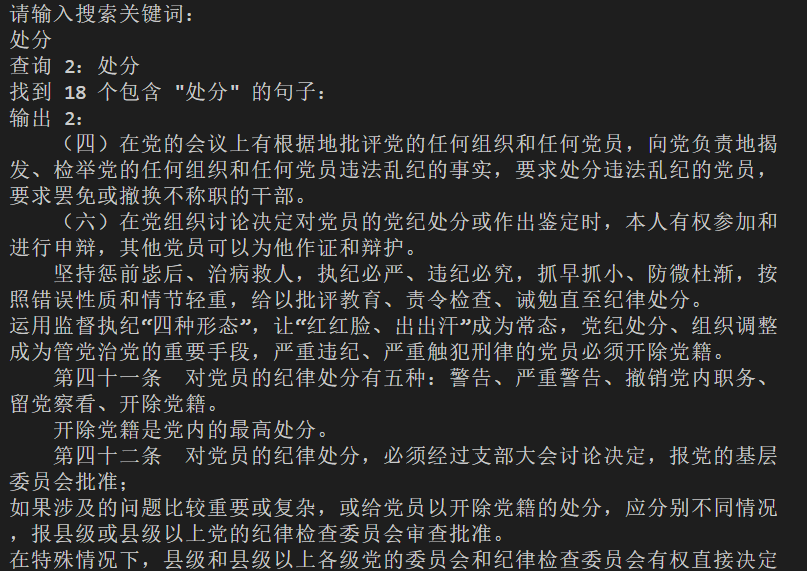 请输入搜索关键词：
处分
查询 2：处分
找到 18 个包含 "处分" 的句子：
输出 2：
　　（四）在党的会议上有根据地批评党的任何组织和任何党员，向党负责地揭
发、检举党的任何组织和任何党员违法乱纪的事实，要求处分违法乱纪的党员，
要求罢免或撤换不称职的干部。
　　（六）在党组织讨论决定对党员的党纪处分或作出鉴定时，本人有权参加和
进行申辩，其他党员可以为他作证和辩护。
　　坚持惩前毖后、治病救人，执纪必严、违纪必究，抓早抓小、防微杜渐，按
照错误性质和情节轻重，给以批评教育、责令检查、诫勉直至纪律处分。
运用监督执纪“四种形态”，让“红红脸、出出汗”成为常态，党纪处分、组织调整
成为管党治党的重要手段，严重违纪、严重触犯刑律的党员必须开除党籍。
　　第四十一条　对党员的纪律处分有五种：警告、严重警告、撤销党内职务、
留党察看、开除党籍。
　　开除党籍是党内的最高处分。
　　第四十二条　对党员的纪律处分，必须经过支部大会讨论决定，报党的基层
委员会批准；
如果涉及的问题比较重要或复杂，或给党员以开除党籍的处分，应分别不同情况
，报县级或县级以上党的纪律检查委员会审查批准。
在特殊情况下，县级和县级以上各级党的委员会和纪律检查委员会有权直接决定